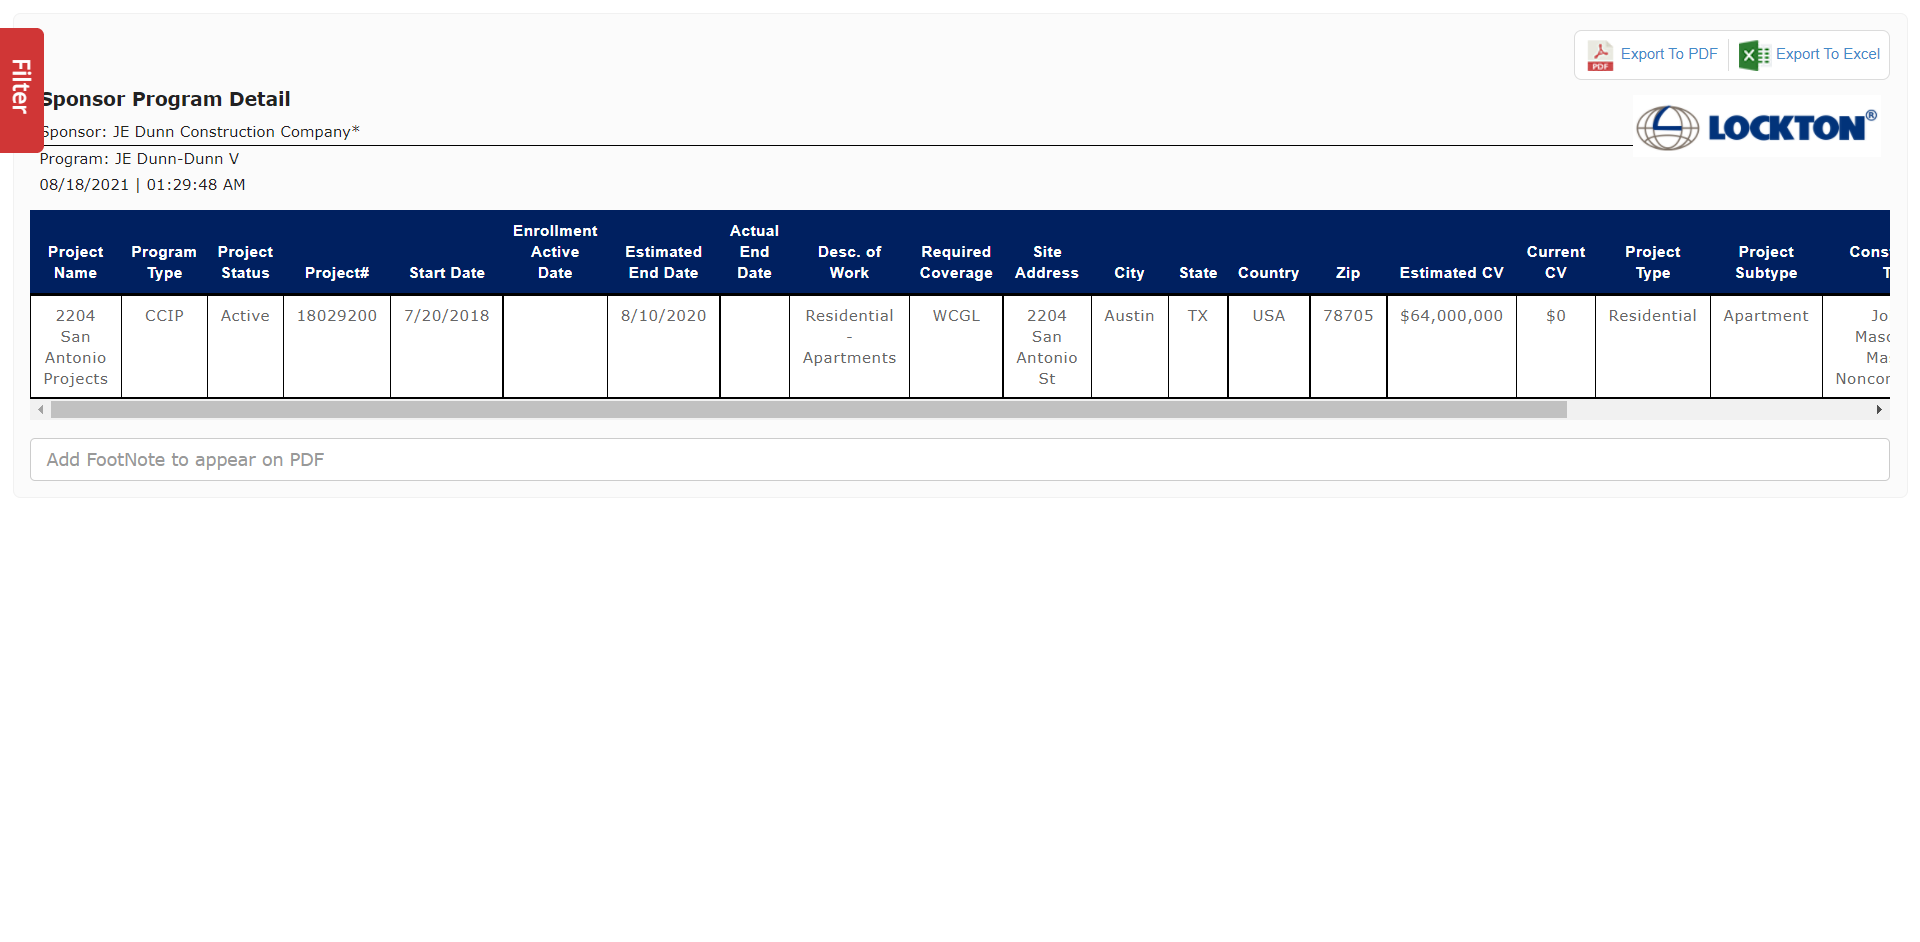 Filter
Export To PDF
Export To Excel
Sponsor Program Detail
Sponsor: JE Dunn Construction Company*
LOCKTON®
Program: JE Dunn-Dunn V
08/18/2021 | 01:29:48 AM
Project Name
Program Type
Project Status
Project#
Start Date
Enrollment Active Date
Estimated End Date
Actual End Date
Desc. of Work
Required Coverage
Site Address
City
State
Country
Zip
Estimated CV
Current CV
Project Type
Project Subtype
Cons
T
2204 San Antonio Projects
CCIP
Active
18029200
7/20/2018
8/10/2020
Residential - Apartments
WCGL
2204 San Antonio St
Austin
TX
USA
78705
$64,000,000
$0
Residential
Apartment
Jo
Mas
Ma
Noncor
Add FootNote to appear on PDF